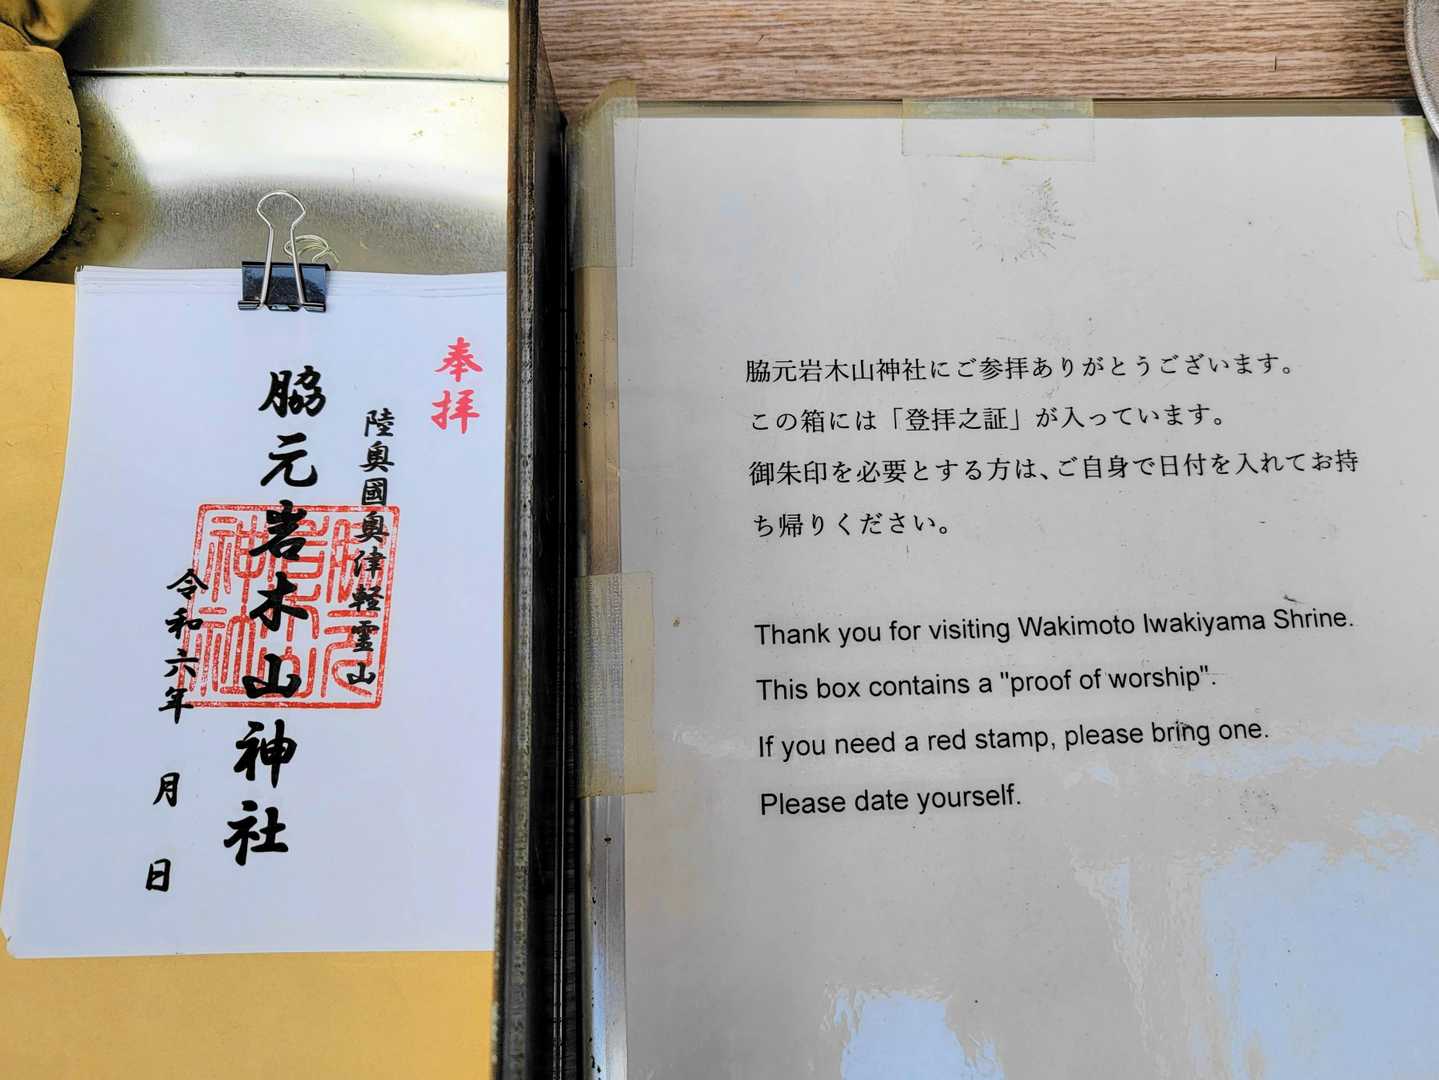 奉拝
陸奥國奥津軽霊山
脇元岩木山神社
令和六年 月 日
脇元岩木山神社にご参拝ありがとうございます。
この箱には「登拝之証」が入っています。
御朱印を必要とする方は、ご自身で日付を入れてお持
ち帰りください。
Thank you for visiting Wakimoto Iwakiyama Shrine.
This box contains a "proof of worship".
If you need a red stamp, please bring one.
Please date yourself.